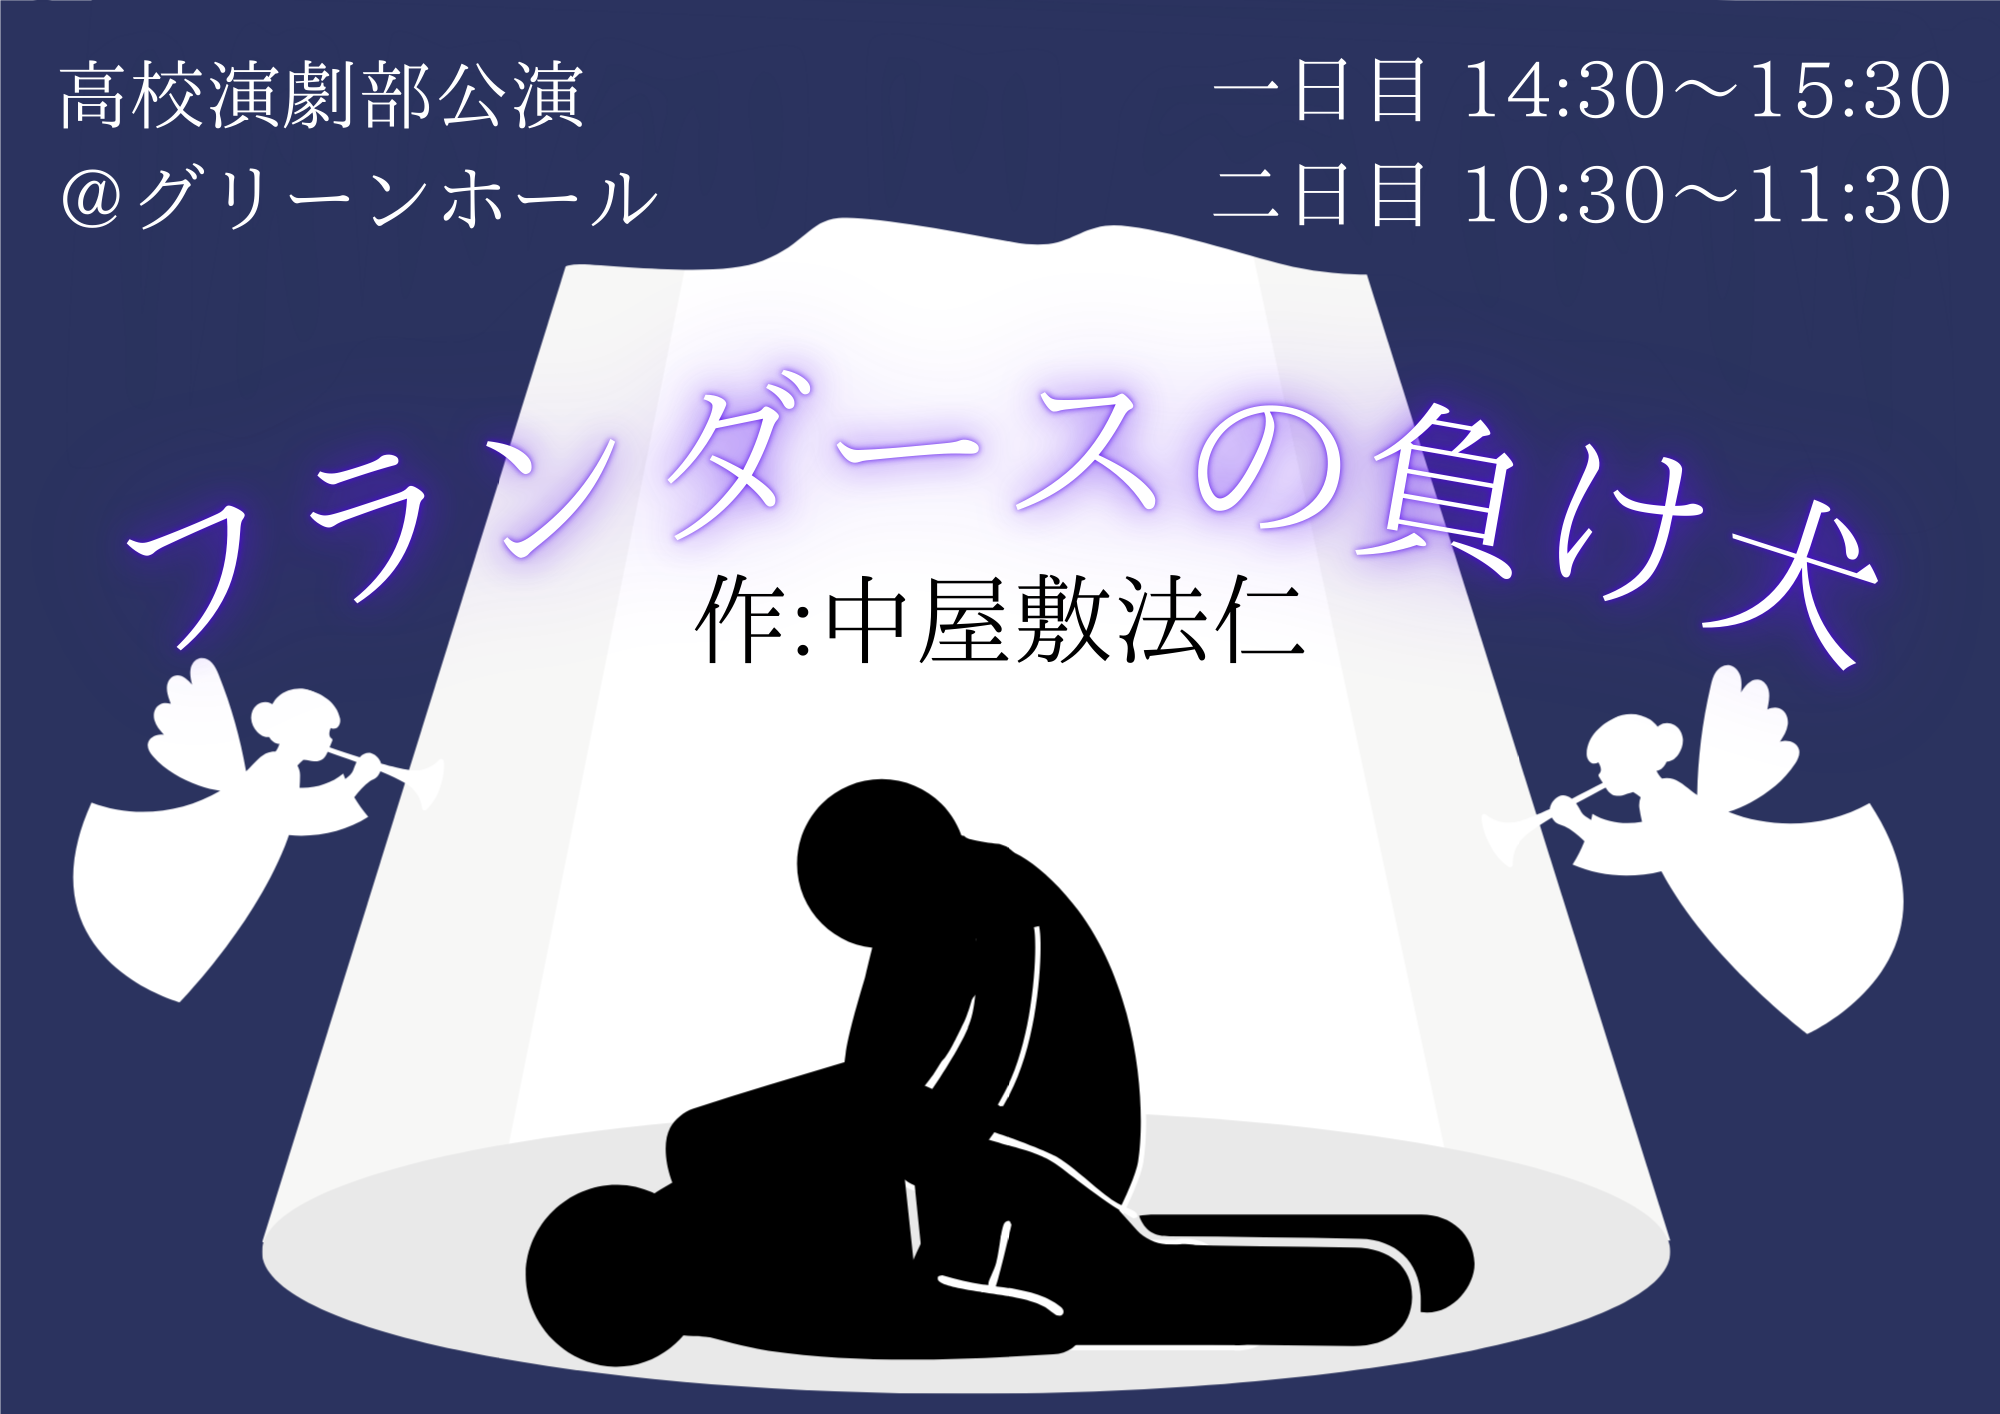 高校演劇部公演
@グリーンホール
一日目 14:30～15:30
二日目 10:30～11:30
フランダースの負け犬
作:中屋敷法仁